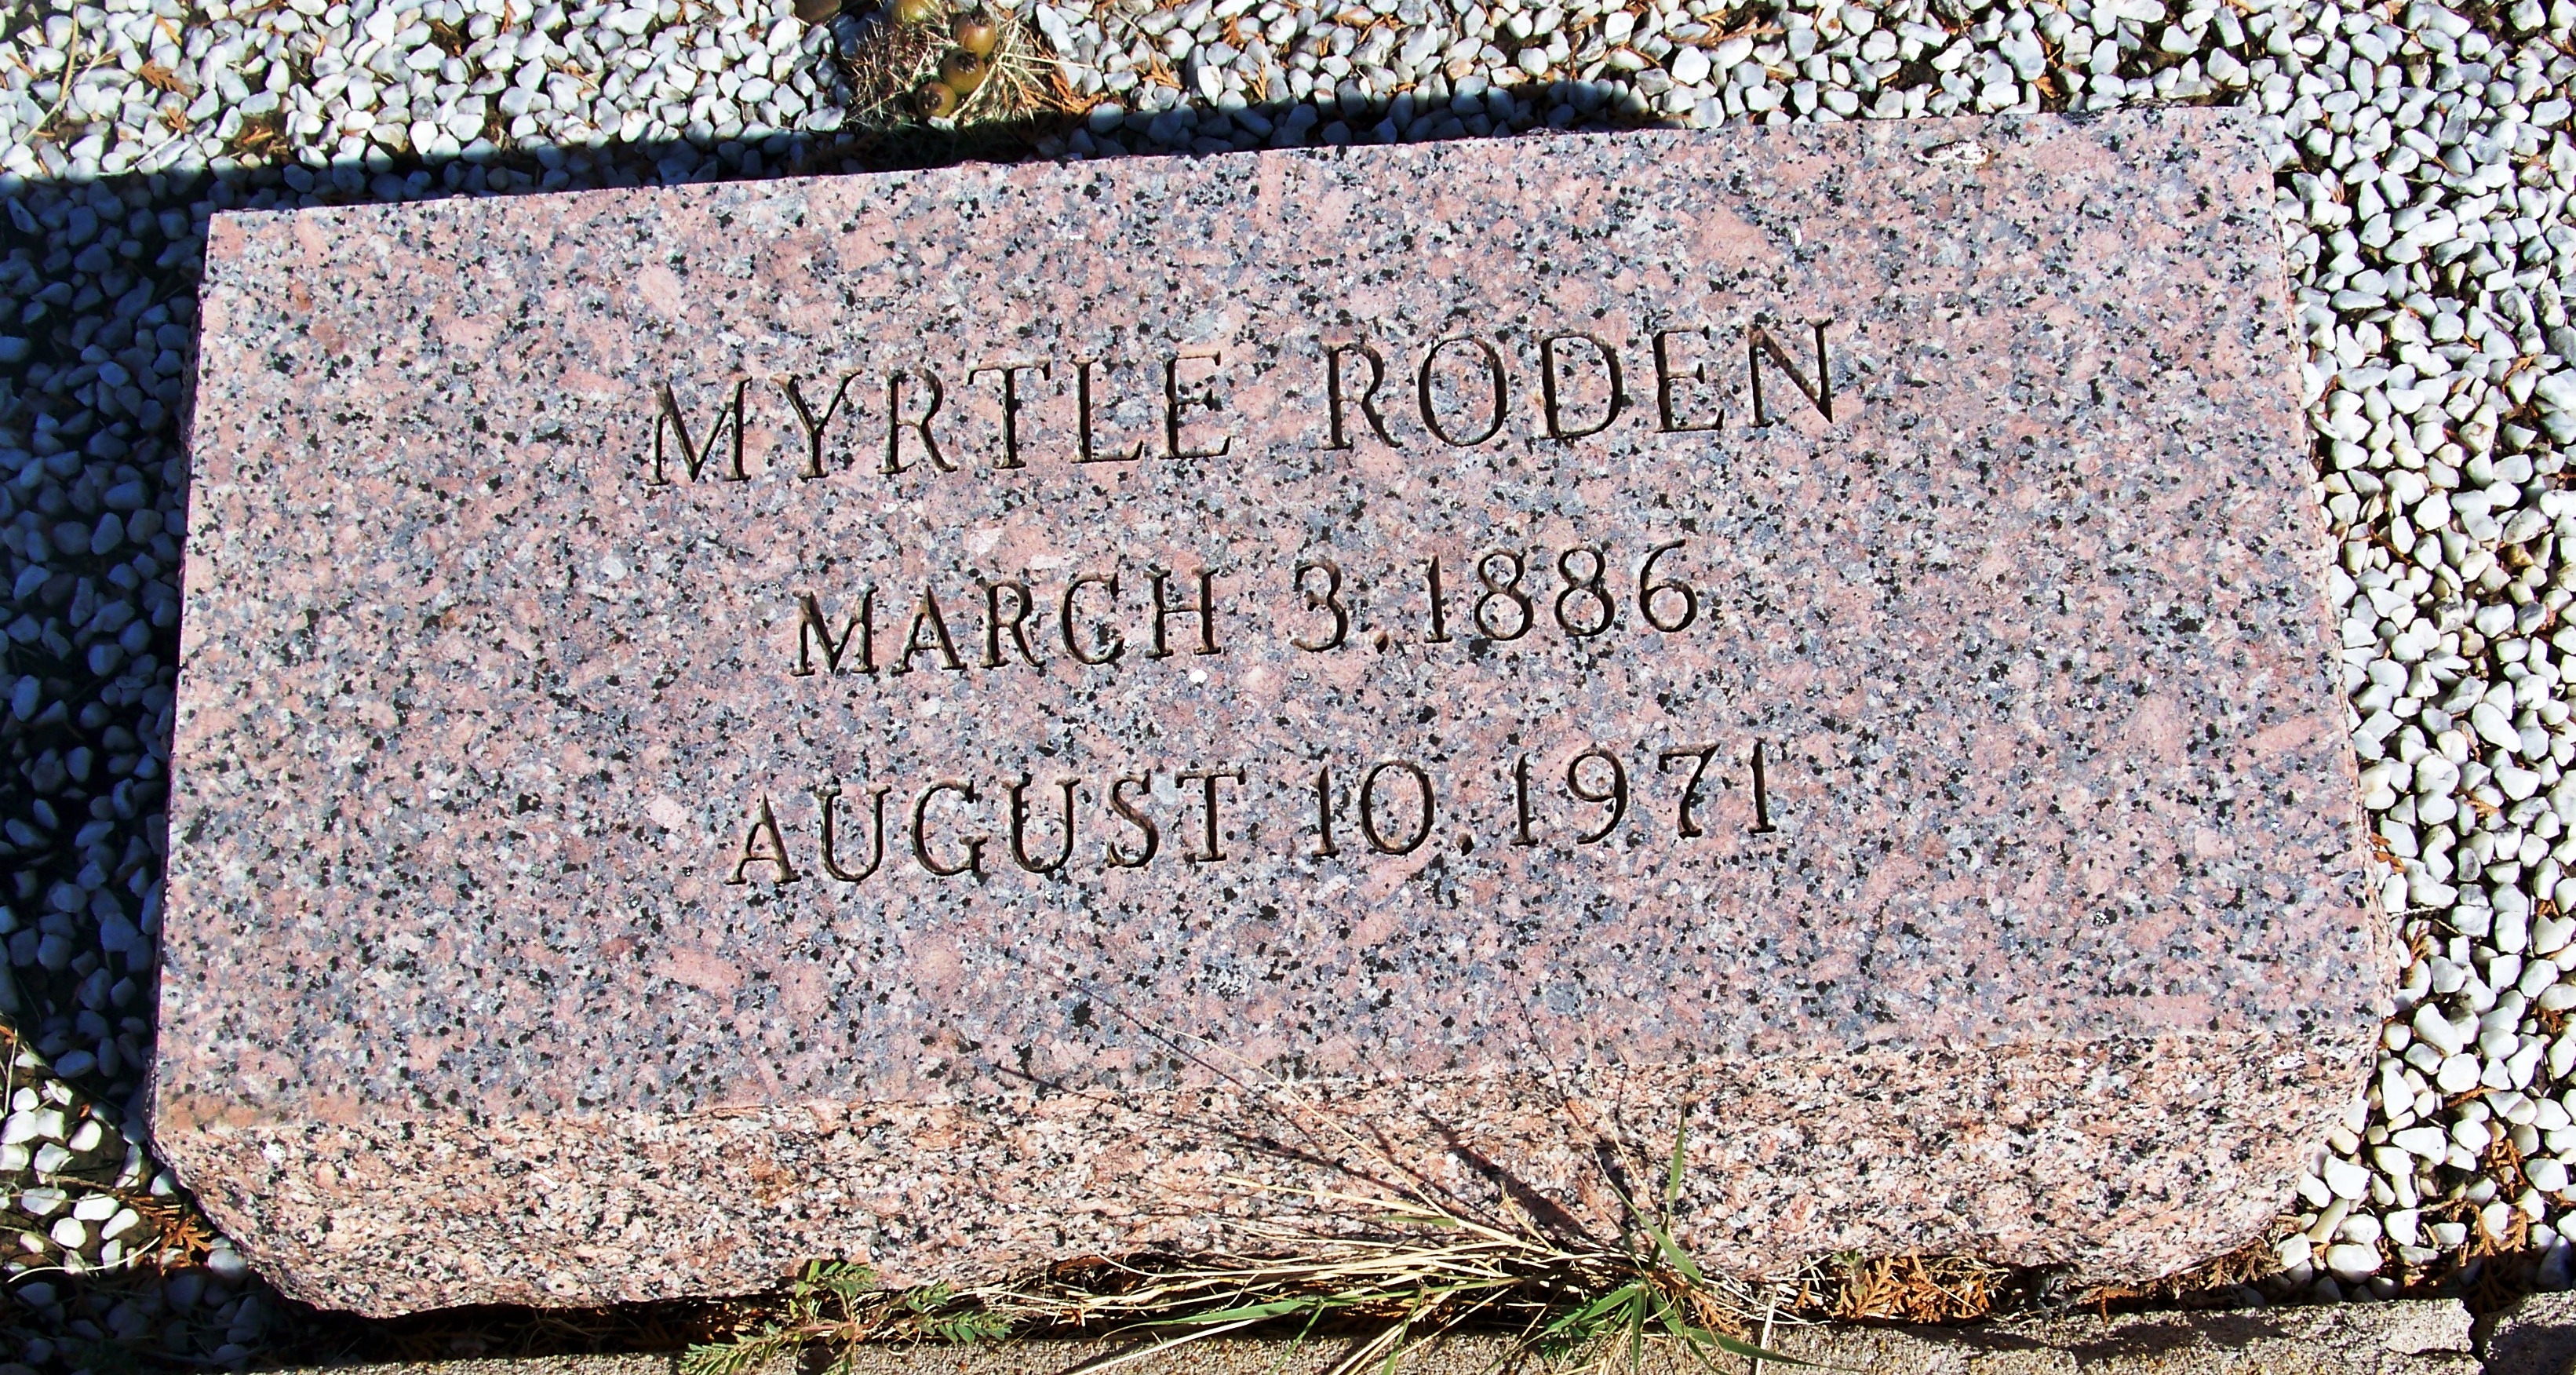 MYRTLE RODEN
MARCH 3, 1886
AUGUST 10, 1971